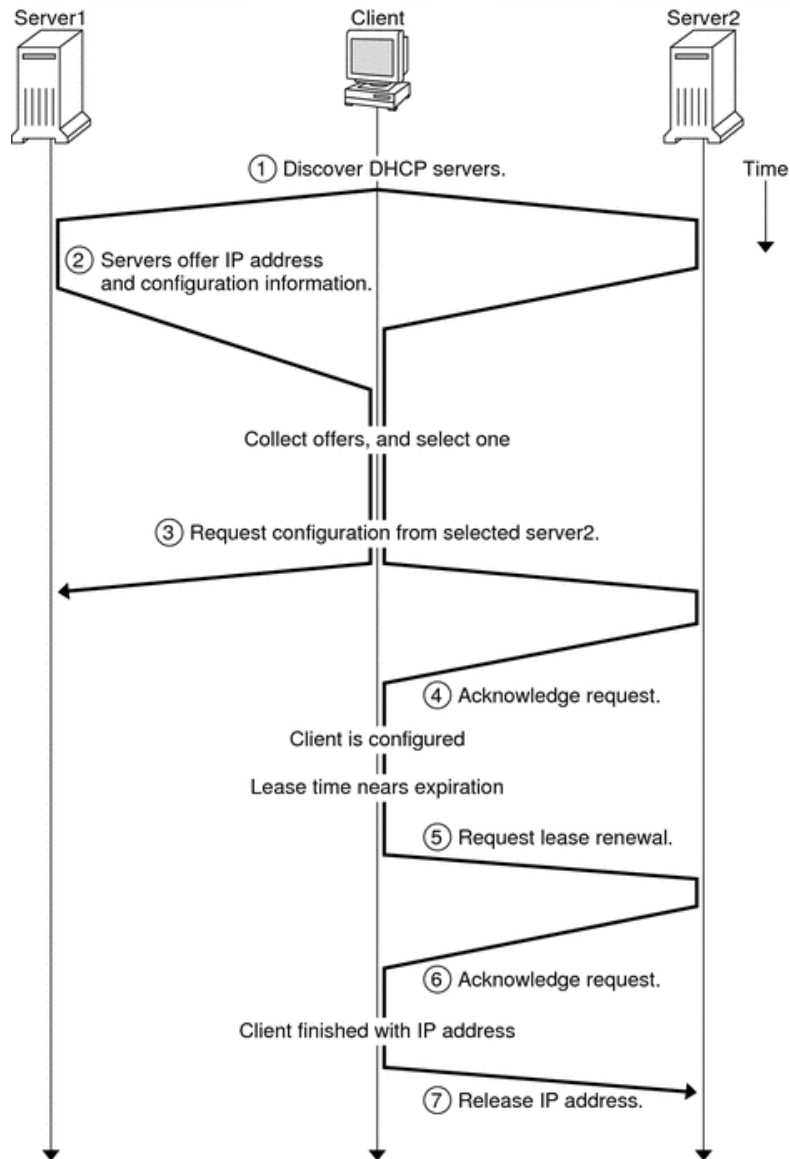 Server1
Client
Server2
① Discover DHCP servers.
Time
② Servers offer IP address
and configuration information.
Collect offers, and select one
③ Request configuration from selected server2.
④ Acknowledge request.
Client is configured
Lease time nears expiration
⑤ Request lease renewal.
⑥ Acknowledge request.
Client finished with IP address
⑦ Release IP address.